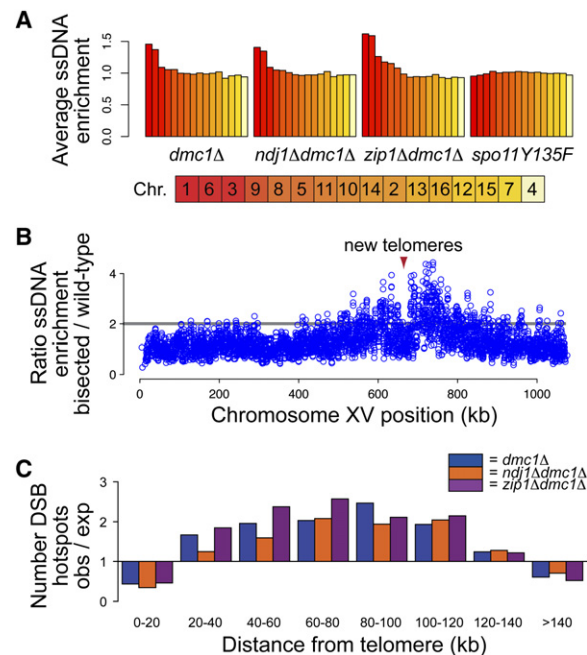 A
Average ssDNA
enrichment
1.5
1.0
0.5
0.0
dmc1Δ ndj1Δdmc1Δ zip1Δdmc1Δ spo11Y135F
Chr. 1 6 3 9 8 5 11 10 14 2 13 16 12 15 7 4
B
new telomeres
Ratio ssDNA
enrichment
bisected / wild-type
4
2
0
0 200 400 600 800 1000
Chromosome XV position (kb)
C
= dmc1Δ
= ndj1Δdmc1Δ
= zip1Δdmc1Δ
Number DSB
hotspots
obs / exp
3
2
1
0
0-20 20-40 40-60 60-80 80-100 100-120 120-140 >140
Distance from telomere (kb)